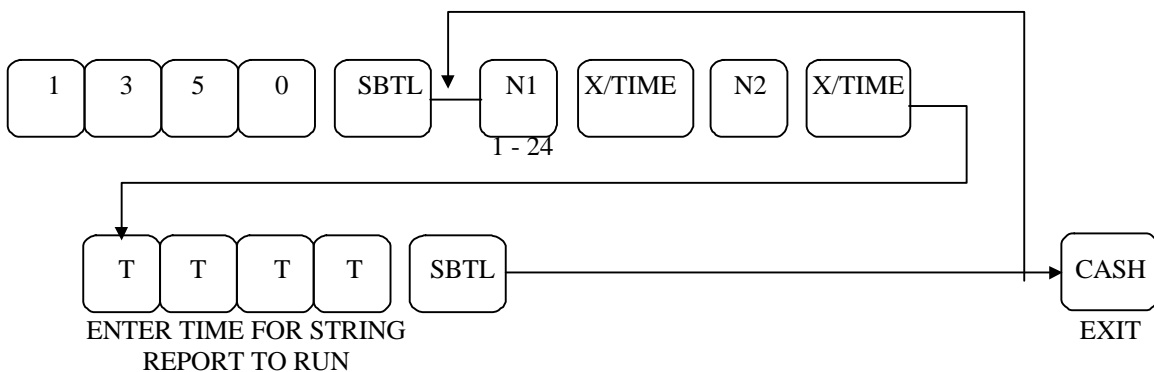 1 3 5 0 SBTL N1 X/TIME N2 X/TIME
1 - 24
T T T T SBTL CASH
ENTER TIME FOR STRING EXIT
REPORT TO RUN